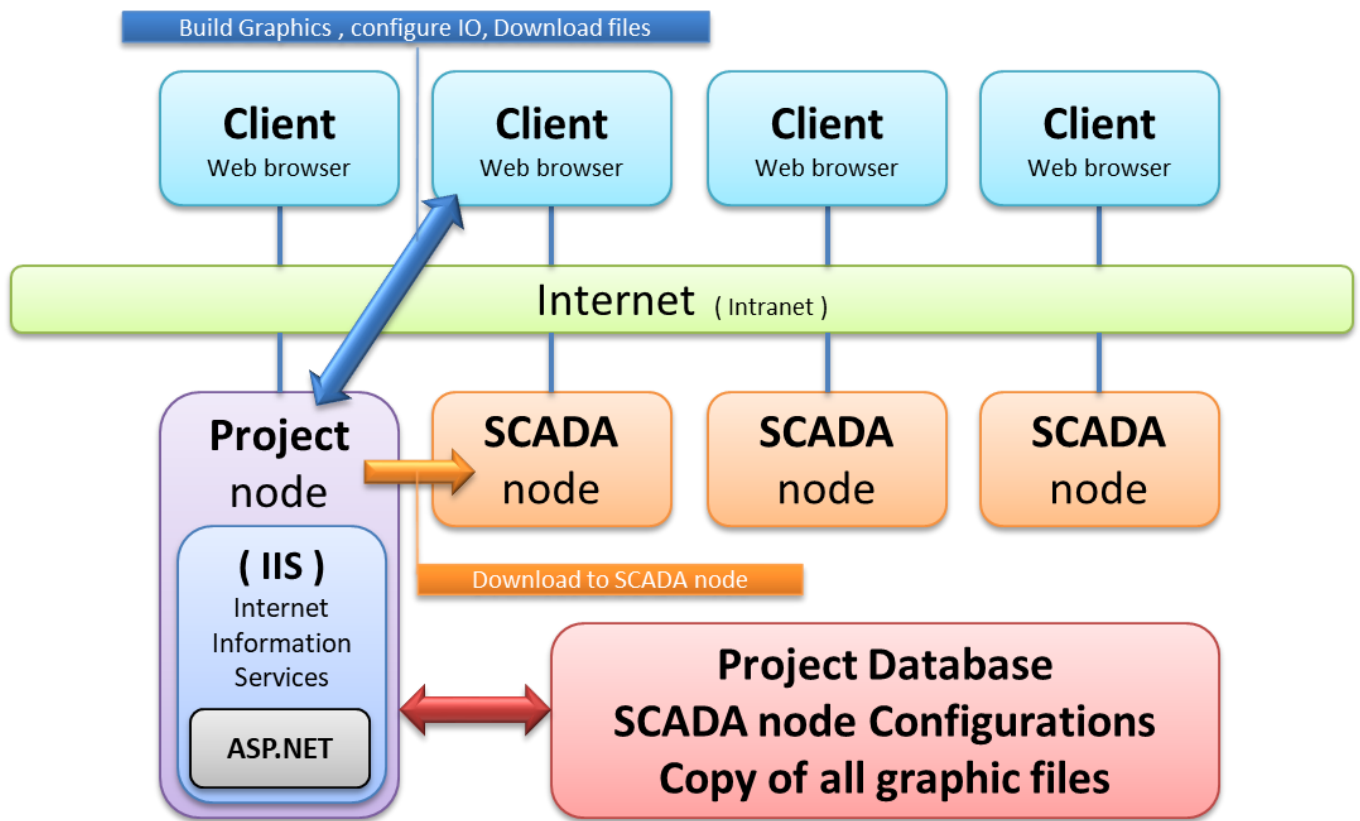 Build Graphics , configure IO, Download files
Client
Web browser
Client
Web browser
Client
Web browser
Client
Web browser
Internet ( Intranet )
Project
node
SCADA
node
SCADA
node
SCADA
node
( IIS )
Internet
Information
Services
ASP.NET
Download to SCADA node
Project Database
SCADA node Configurations
Copy of all graphic files